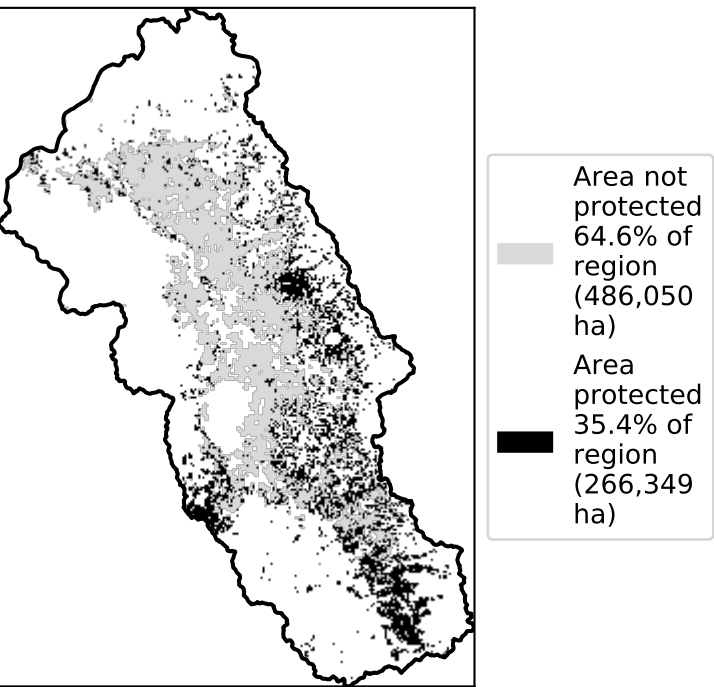 Area not
protected
64.6% of
region
(486,050
ha)
Area
protected
35.4% of
region
(266,349
ha)